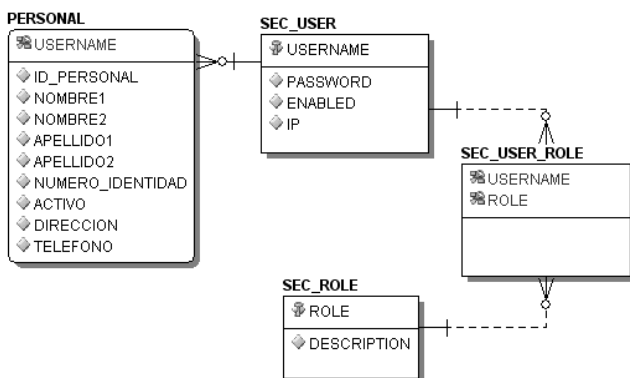 PERSONAL
USERNAME
ID_PERSONAL
NOMBRE1
NOMBRE2
APELLIDO1
APELLIDO2
NUMERO_IDENTIDAD
ACTIVO
DIRECCION
TELEFONO
SEC_USER
USERNAME
PASSWORD
ENABLED
IP
SEC_USER_ROLE
USERNAME
ROLE
SEC_ROLE
ROLE
DESCRIPTION